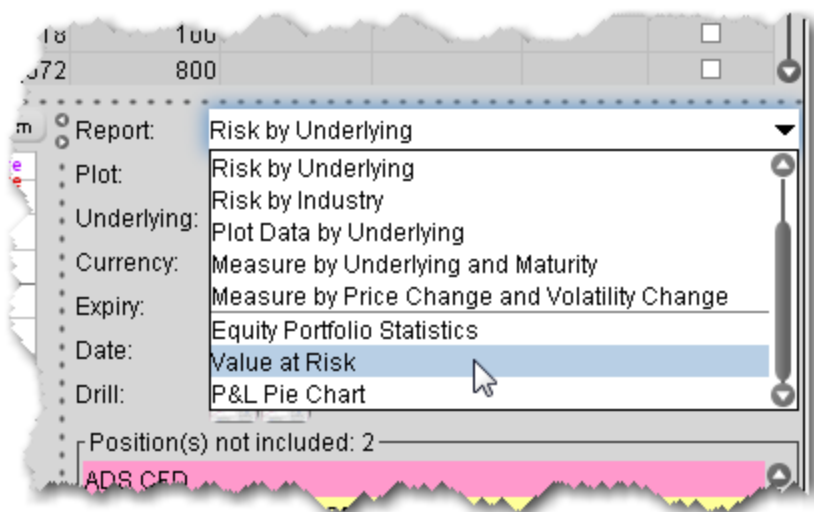 18 100
072 800
m Report: Risk by Underlying
Risk by Underlying
Plot:
Risk by Industry
Underlying:
Plot Data by Underlying
Currency:
Measure by Underlying and Maturity
Expiry:
Measure by Price Change and Volatility Change
Equity Portfolio Statistics
Date:
Value at Risk
Drill:
P&L Pie Chart
Position(s) not included: 2
ADS CFD